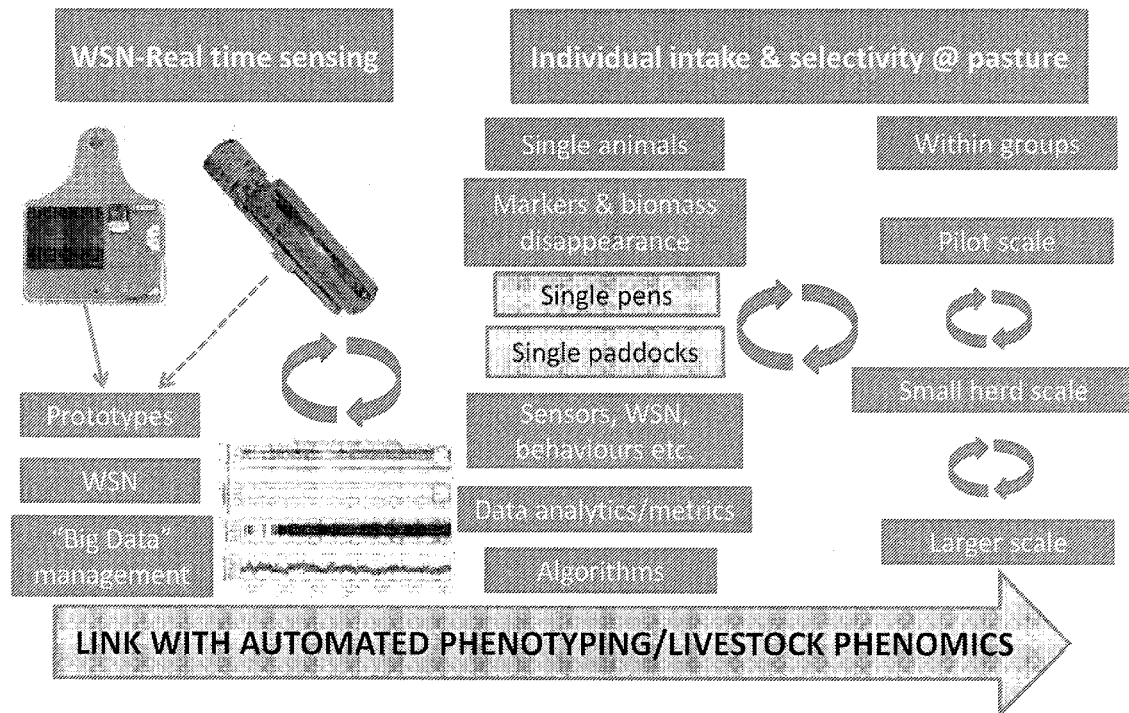 WSN-Real time sensing
Individual intake & selectivity @ pasture
Prototypes
WSN
'Big Data'
management
Single animals
Markers & biomass
disappearance
Single pens
Single paddocks
Sensors, WSN,
behaviours etc
Data analytics/metrics
Algorithms
Within groups
Pilot scale
Small herd scale
Larger scale
LINK WITH AUTOMATED PHENOTYPING/LIVESTOCK PHENOMICS